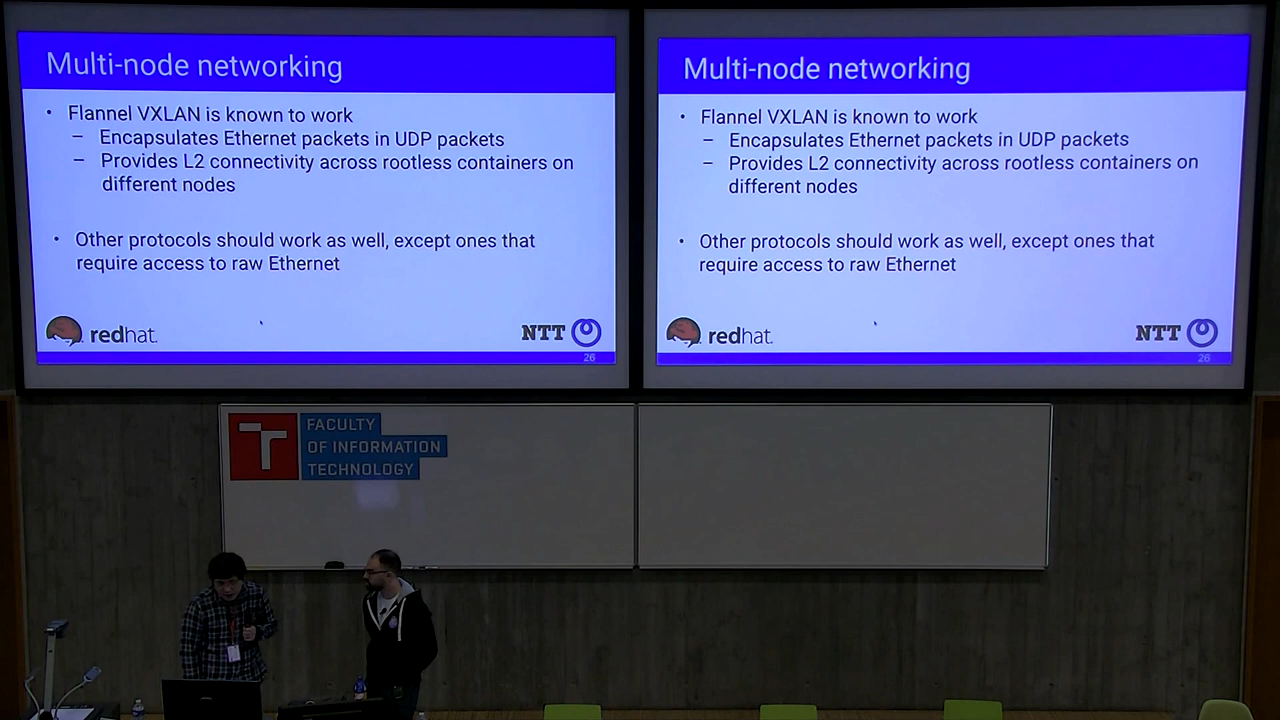 Multi-node networking
• Flannel VXLAN is known to work
– Encapsulates Ethernet packets in UDP packets
– Provides L2 connectivity across rootless containers on
different nodes
• Other protocols should work as well, except ones that
require access to raw Ethernet
redhat.
NTT
26
Multi-node networking
• Flannel VXLAN is known to work
– Encapsulates Ethernet packets in UDP packets
– Provides L2 connectivity across rootless containers on
different nodes
• Other protocols should work as well, except ones that
require access to raw Ethernet
redhat.
NTT
26
FACULTY
OF INFORMATION
TECHNOLOGY